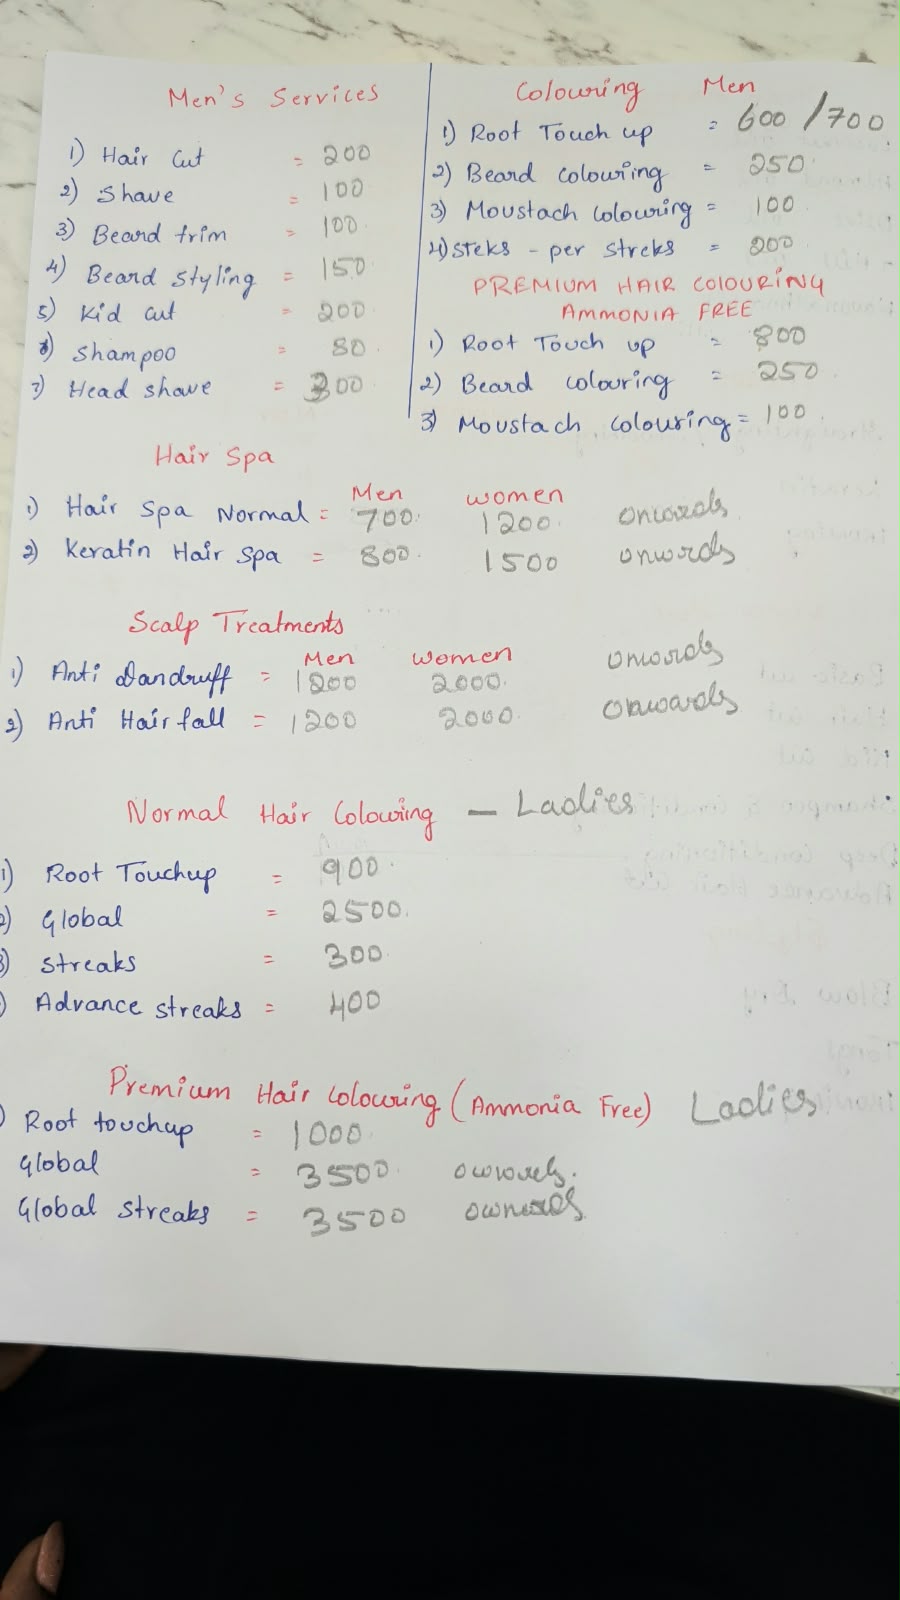 Men's Services
1) Hair Cut = 200
2) Shave = 100
3) Beard trim = 100
4) Beard Styling = 150
5) Kid cut = 200
6) Shampoo = 80
7) Head shave = 300
Colouring Men
1) Root Touch up = 600/700
2) Beard colouring = 250
3) Moustach Colouring = 100
4) Steks - per streks = 200
PREMIUM HAIR COLOURING
AMMONIA FREE
1) Root Touch up = 800
2) Beard colouring = 250
3) Moustach colouring = 100
Hair Spa
Men women
1) Hair Spa Normal = 700 1200 onwards
2) Keratin Hair Spa = 800 1500 onwrds
Scalp Treatments
Men women
1) Anti Dandruff = 1200 2000 onwords
2) Anti Hair fall = 1200 2000 onwards
Normal Hair Colouring - Ladies
1) Root Touchup = 900
2) Global = 2500
3) Streaks = 300
) Advance streaks = 400
Premium Hair Colouring (Ammonia Free) Ladies
) Root touchup = 1000
Global = 3500
Global Streaks = 3500